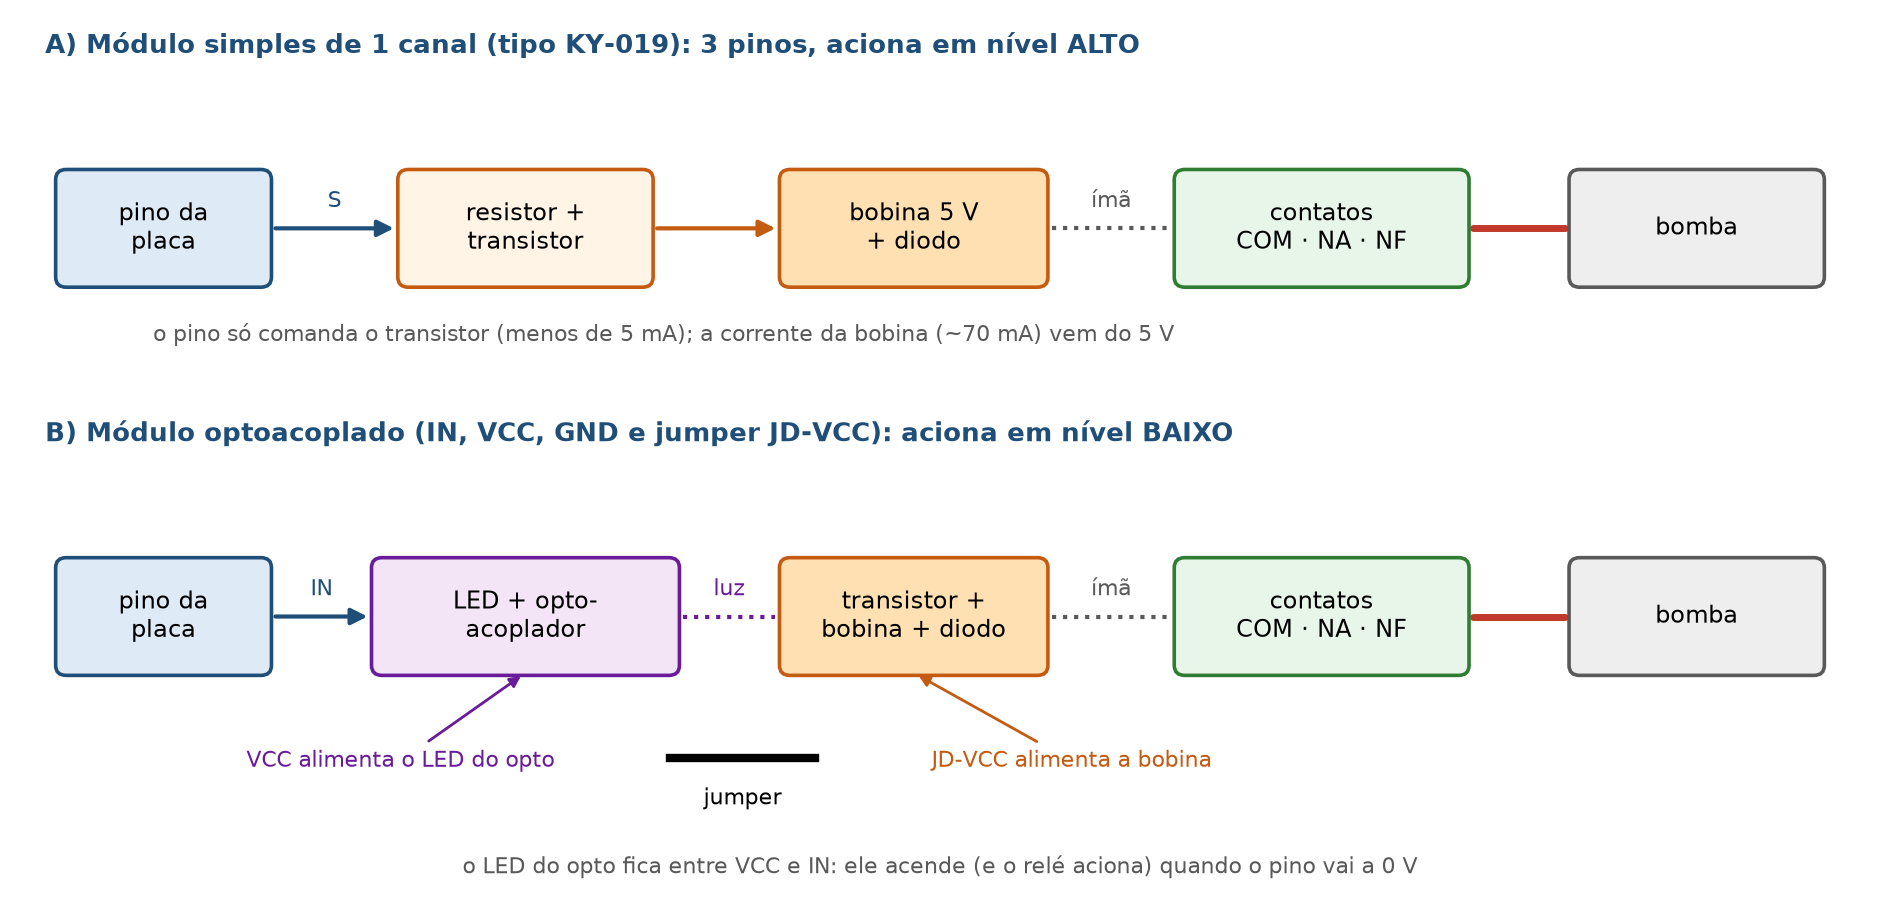 A) Módulo simples de 1 canal (tipo KY-019): 3 pinos, aciona em nível ALTO
pino da
placa
S
resistor +
transistor
bobina 5 V
+ diodo
ímã
contatos
COM · NA · NF
bomba
o pino só comanda o transistor (menos de 5 mA); a corrente da bobina (~70 mA) vem do 5 V
B) Módulo optoacoplado (IN, VCC, GND e jumper JD-VCC): aciona em nível BAIXO
pino da
placa
IN
LED + opto-
acoplador
luz
transistor +
bobina + diodo
ímã
contatos
COM · NA · NF
bomba
VCC alimenta o LED do opto
jumper
JD-VCC alimenta a bobina
o LED do opto fica entre VCC e IN: ele acende (e o relé aciona) quando o pino vai a 0 V